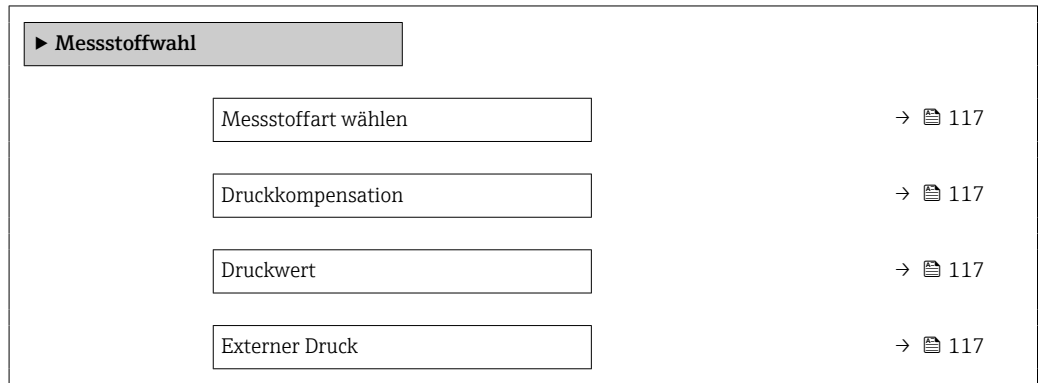 ► Messstoffwahl
Messstoffart wählen → 117
Druckkompensation → 117
Druckwert → 117
Externer Druck → 117